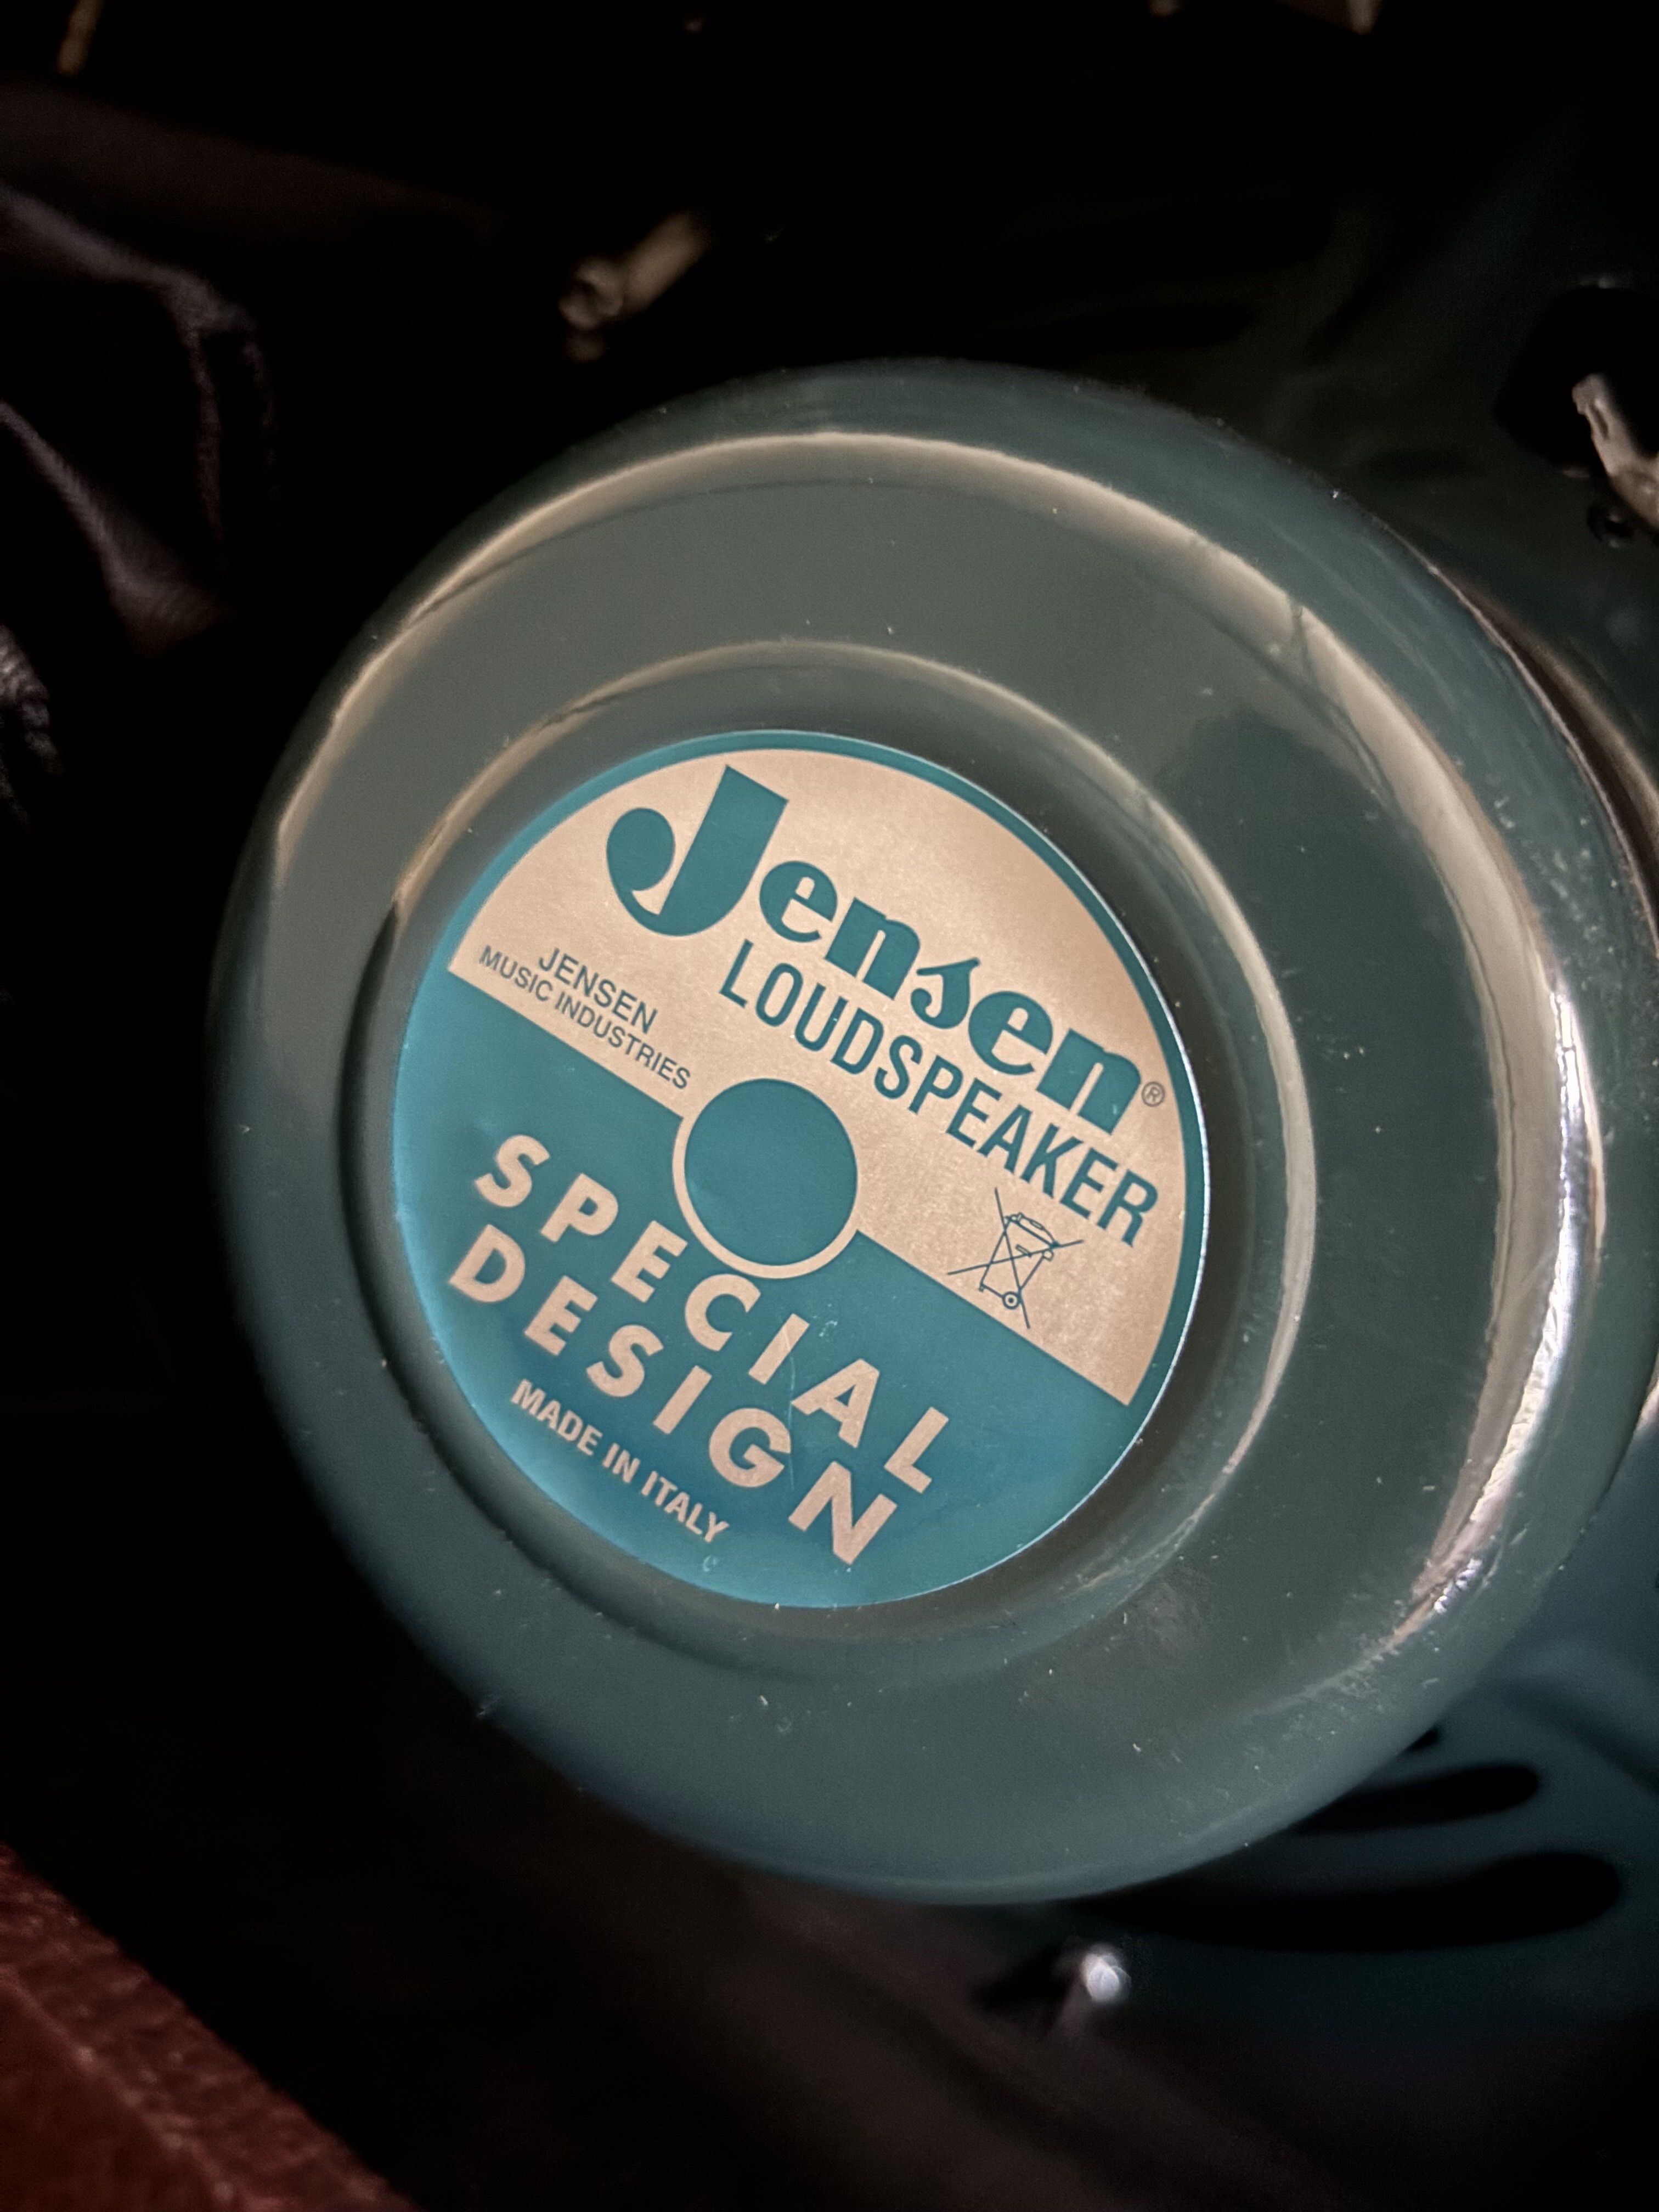 Jensen®
LOUDSPEAKER
JENSEN
MUSIC INDUSTRIES
SPECIAL
DESIGN
MADE IN ITALY